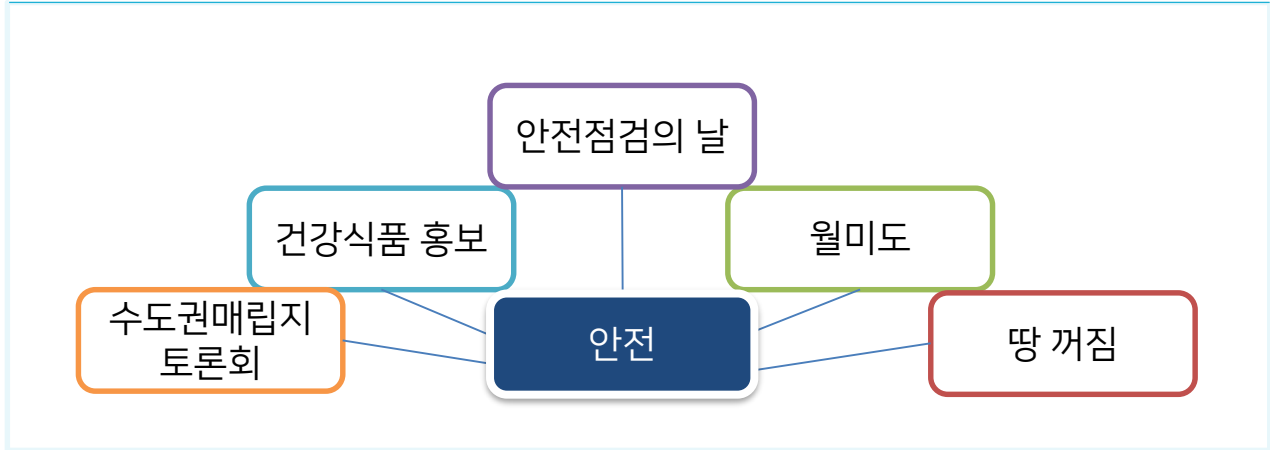 안전점검의 날
건강식품 홍보
월미도
수도권매립지
토론회
안전
땅 꺼짐